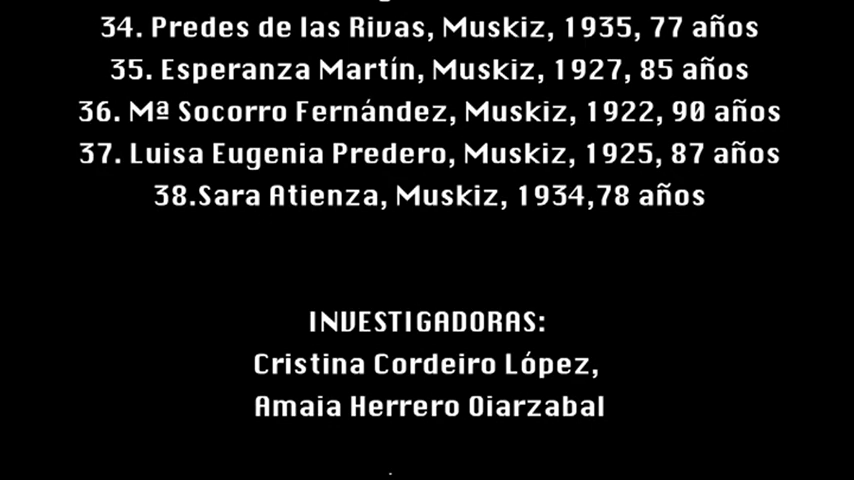 34. Predes de las Rivas, Muskiz, 1935, 77 años
35. Esperanza Martín, Muskiz, 1927, 85 años
36. Mª Socorro Fernández, Muskiz, 1922, 90 años
37. Luisa Eugenia Predero, Muskiz, 1925, 87 años
38.Sara Atienza, Muskiz, 1934,78 años
INVESTIGADORAS:
Cristina Cordeiro López,
Amaia Herrero Oiarzabal